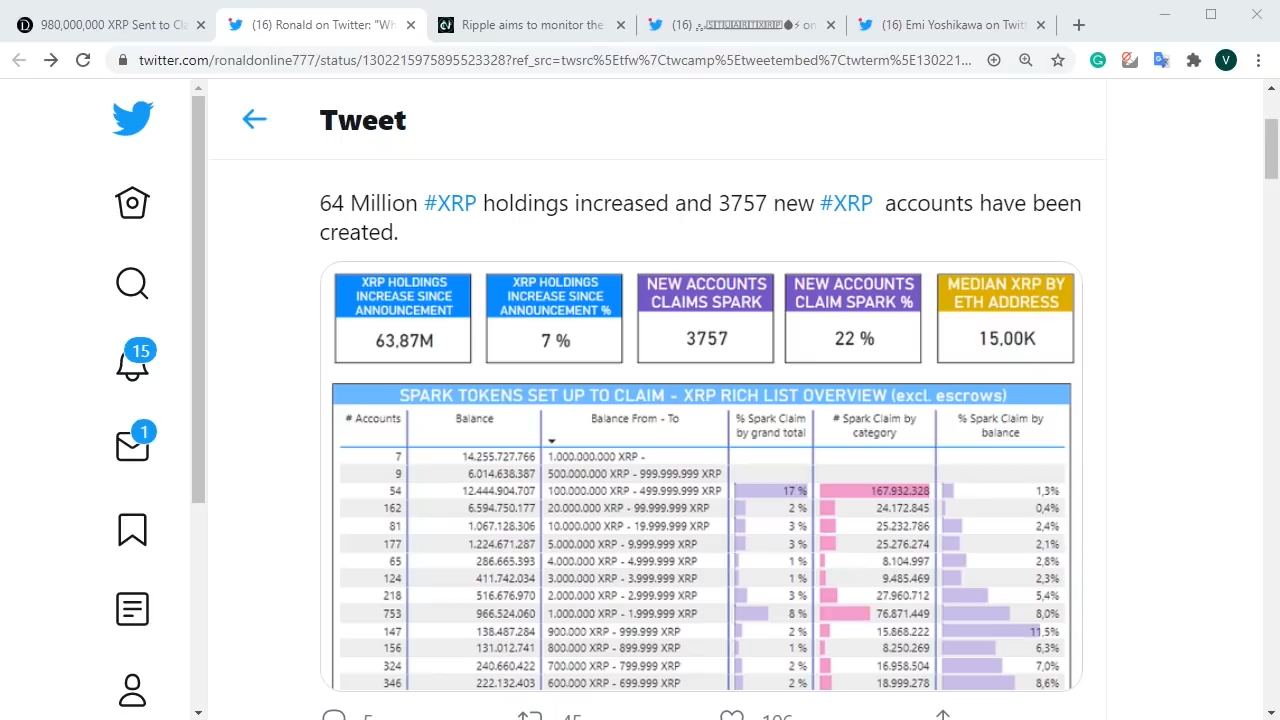 980,000,000 XRP Sent to Cla
(16) Ronald on Twitter: "Wh
Ripple aims to monitor the
(16)
on
(16) Emi Yoshikawa on Twitt
twitter.com/ronaldonline777/status/1302215975895523328?ref_src=twsrc%5Etfw%7Ctwcamp%5Etweetembed%7Ctwterm%5E130221...
V
Tweet
64 Million #XRP holdings increased and 3757 new #XRP accounts have been
created.
XRP HOLDINGS
INCREASE SINCE
ANNOUNCEMENT
63,87M
XRP HOLDINGS
INCREASE SINCE
ANNOUNCEMENT %
7 %
NEW ACCOUNTS
CLAIMS SPARK
3757
NEW ACCOUNTS
CLAIM SPARK %
22 %
MEDIAN XRP BY
ETH ADDRESS
15,00K
SPARK TOKENS SET UP TO CLAIM - XRP RICH LIST OVERVIEW (excl. escrows)
# Accounts Balance Balance From - To % Spark Claim by grand total # Spark Claim by category % Spark Claim by balance
7 14.255.727.766 1.000.000.000 XRP -
9 6.014.638.387 500.000.000 XRP - 999.999.999 XRP
54 12.444.904.707 100.000.000 XRP - 499.999.999 XRP 17 % 167.932.328 1,3%
162 6.594.750.177 20.000.000 XRP - 99.999.999 XRP 2 % 24.172.845 0,4%
81 1.067.128.306 10.000.000 XRP - 19.999.999 XRP 3 % 25.232.786 2,4%
177 1.224.671.287 5.000.000 XRP - 9.999.999 XRP 3 % 25.276.274 2,1%
65 286.665.393 4.000.000 XRP - 4.999.999 XRP 1 % 8.104.997 2,8%
124 411.742.034 3.000.000 XRP - 3.999.999 XRP 1 % 9.485.469 2,3%
218 516.676.970 2.000.000 XRP - 2.999.999 XRP 3 % 27.960.712 5,4%
753 966.524.060 1.000.000 XRP - 1.999.999 XRP 8 % 76.871.449 8,0%
147 138.487.284 900.000 XRP - 999.999 XRP 2 % 15.868.222 11,5%
156 131.012.741 800.000 XRP - 899.999 XRP 1 % 8.250.269 6,3%
324 240.660.422 700.000 XRP - 799.999 XRP 2 % 16.958.504 7,0%
346 222.132.403 600.000 XRP - 699.999 XRP 2 % 18.999.278 8,6%
15
1